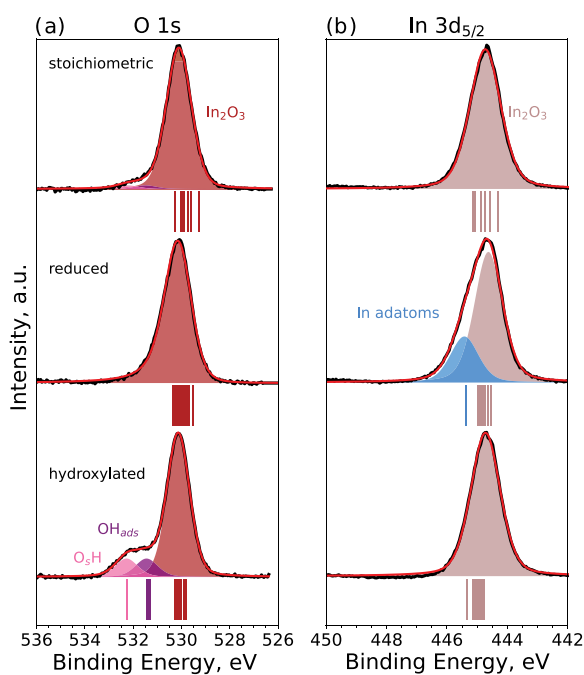 (a) O 1s
(b) In 3d5/2
stoichiometric
In2O3
In2O3
reduced
In adatoms
hydroxylated
OHads
OsH
Intensity, a.u.
536 534 532 530 528 526
450 448 446 444 442
Binding Energy, eV
Binding Energy, eV